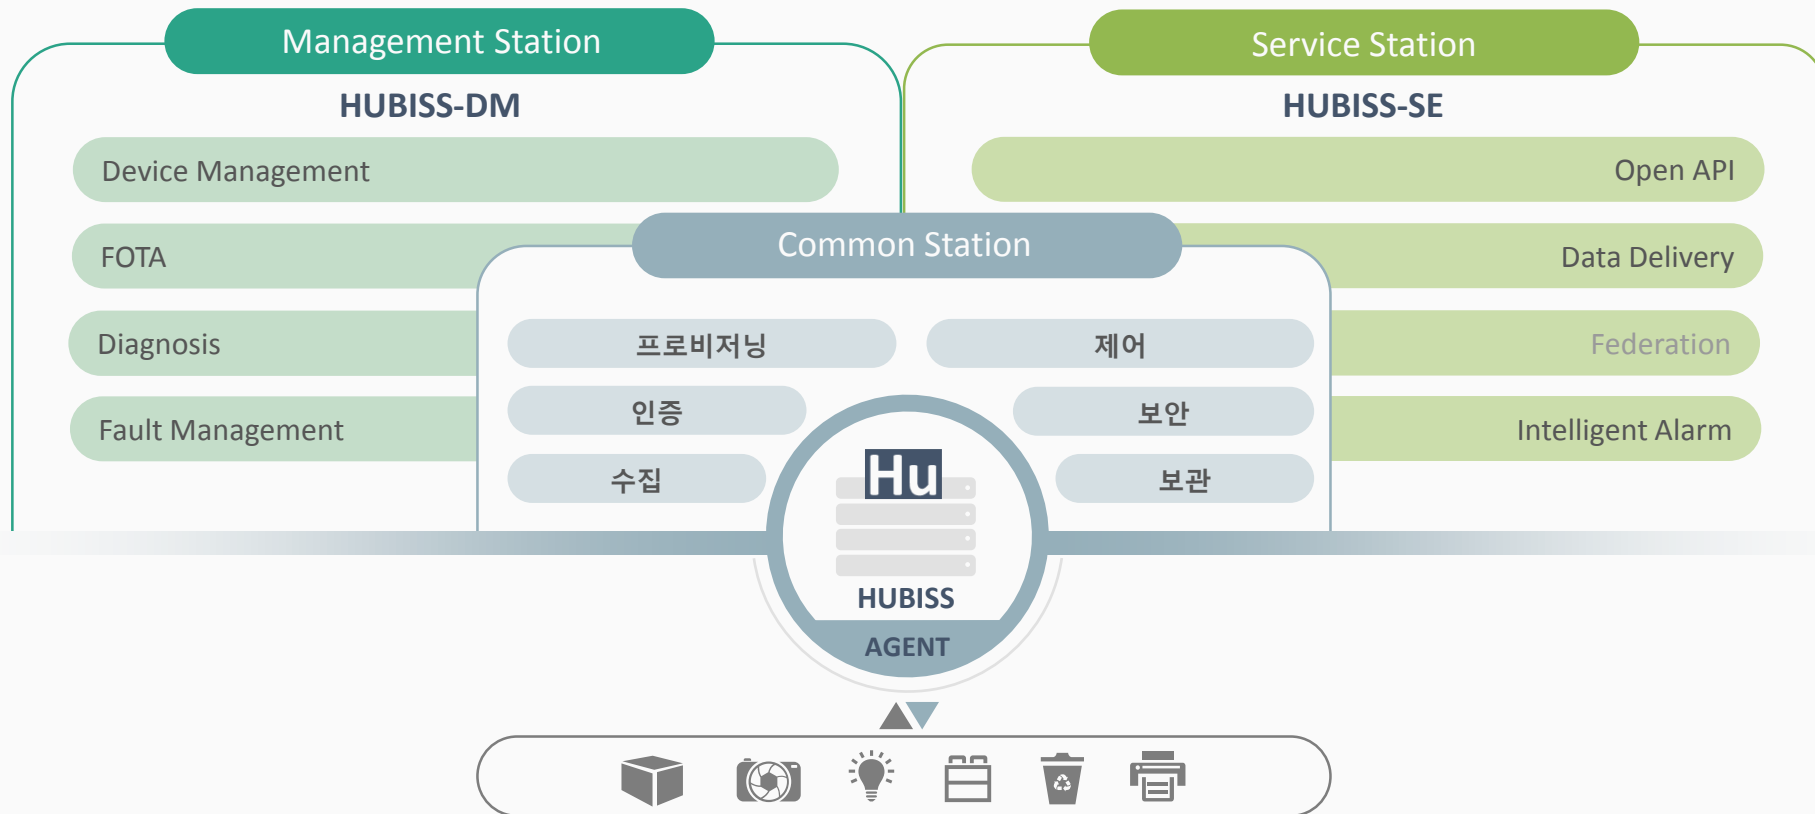 Management Station
HUBISS-DM
Device Management
FOTA
Diagnosis
Fault Management
Service Station
HUBISS-SE
Open API
Data Delivery
Federation
Intelligent Alarm
Common Station
프로비저닝
제어
인증
보안
수집
보관
Hu
HUBISS
AGENT